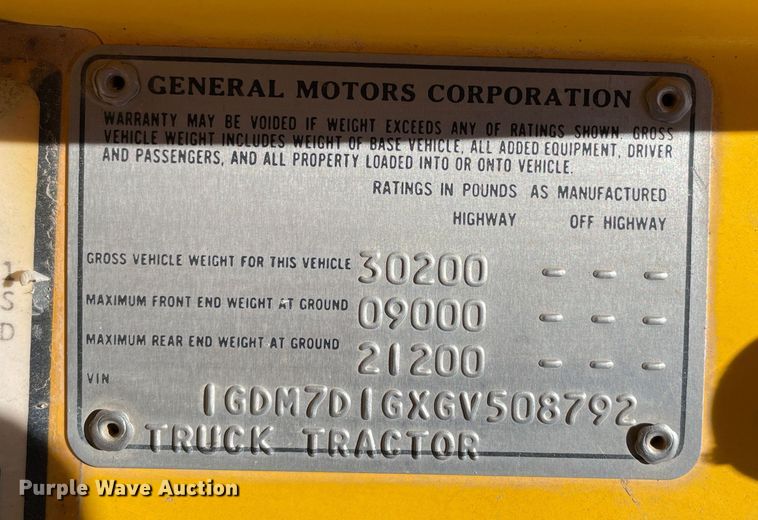 GENERAL MOTORS CORPORATION
WARRANTY MAY BE VOIDED IF WEIGHT EXCEEDS ANY OF RATINGS SHOWN. GROSS
VEHICLE WEIGHT INCLUDES WEIGHT OF BASE VEHICLE, ALL ADDED EQUIPMENT, DRIVER
AND PASSENGERS, AND ALL PROPERTY LOADED INTO OR ONTO VEHICLE.
RATINGS IN POUNDS AS MANUFACTURED
HIGHWAY OFF HIGHWAY
GROSS VEHICLE WEIGHT FOR THIS VEHICLE 30200 - - -
MAXIMUM FRONT END WEIGHT AT GROUND 09000 - - -
MAXIMUM REAR END WEIGHT AT GROUND 21200 - - -
VIN
1GDM7D1GXGV508792
TRUCK TRACTOR
1
S
D
Purple Wave Auction